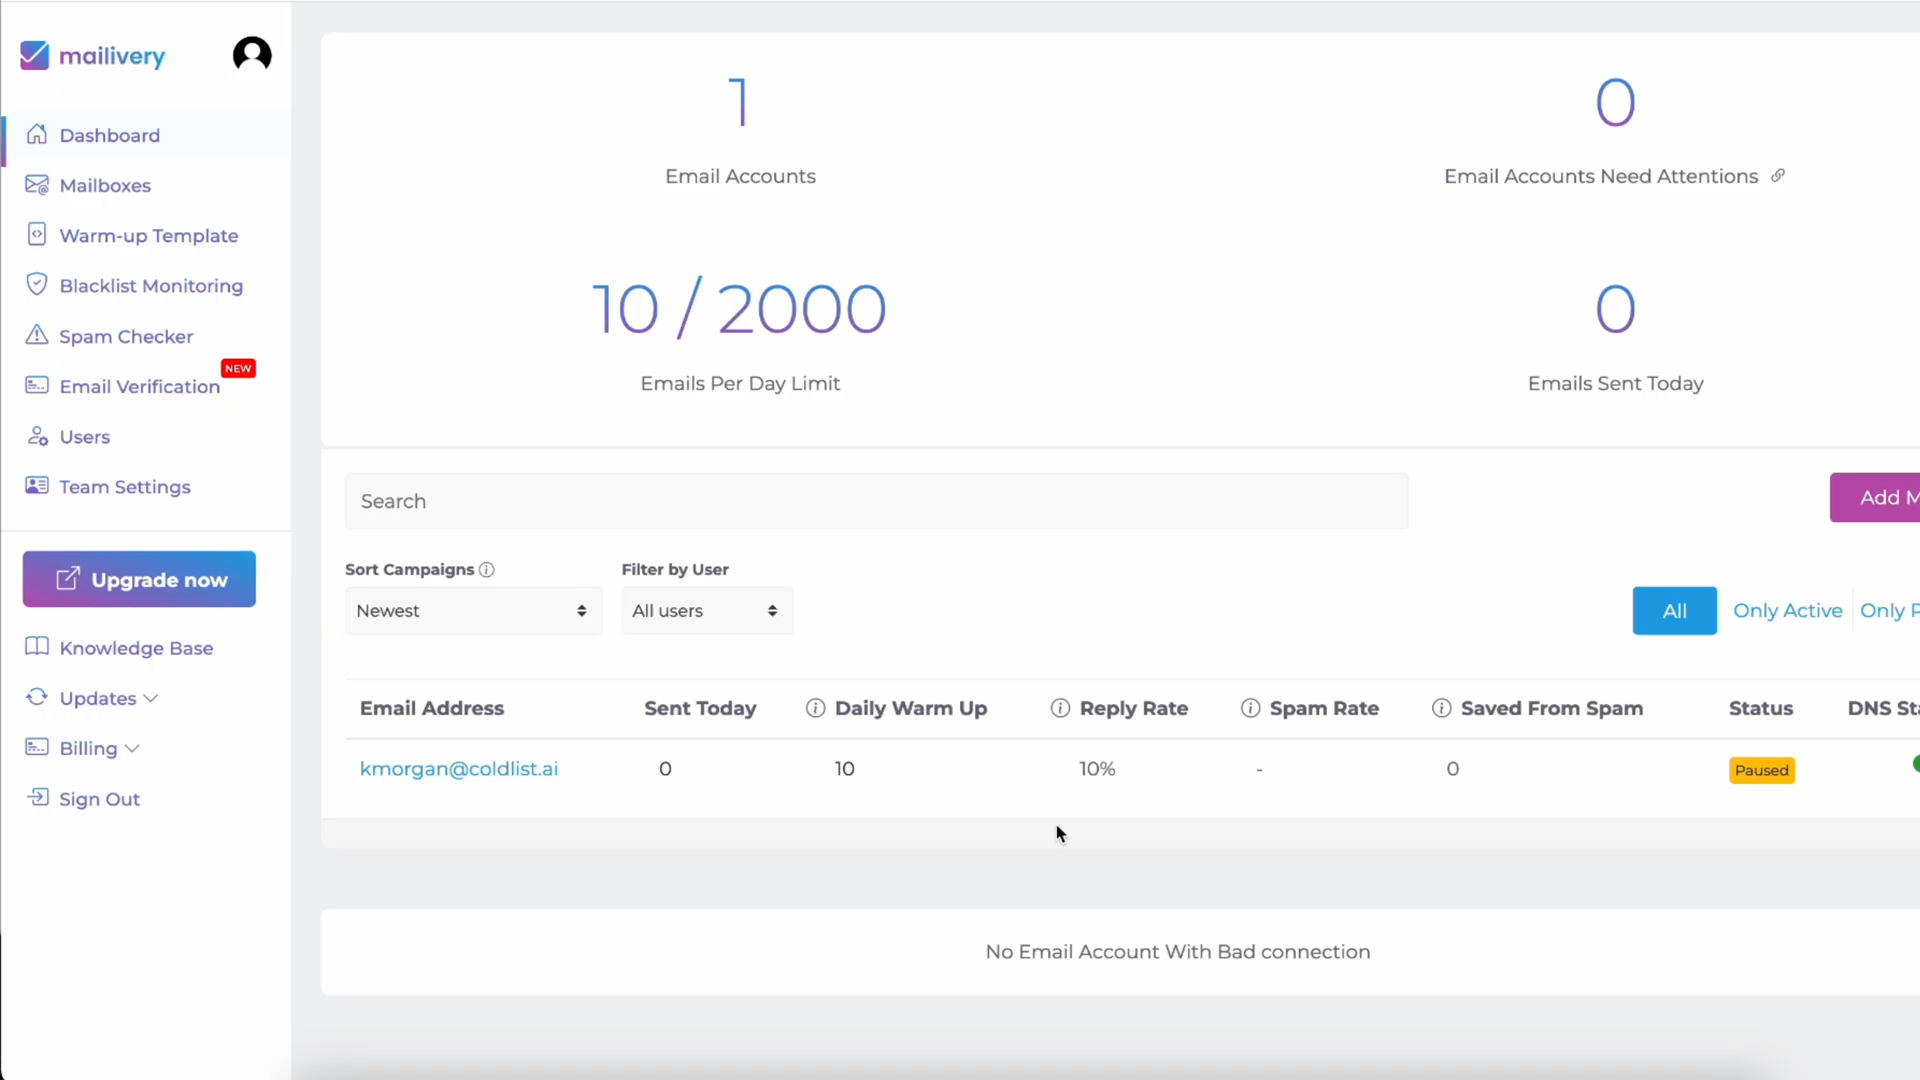 mailivery
Dashboard
Mailboxes
Warm-up Template
Blacklist Monitoring
Spam Checker
NEW
Email Verification
Users
Team Settings
Upgrade now
Knowledge Base
Updates
Billing
Sign Out
1
Email Accounts
0
Email Accounts Need Attentions
10 / 2000
Emails Per Day Limit
0
Emails Sent Today
Search
Add M
Sort Campaigns
Filter by User
Newest
All users
All
Only Active
Only P
Email Address Sent Today Daily Warm Up Reply Rate Spam Rate Saved From Spam Status DNS Sta
kmorgan@coldlist.ai 0 10 10% - 0 Paused
No Email Account With Bad connection